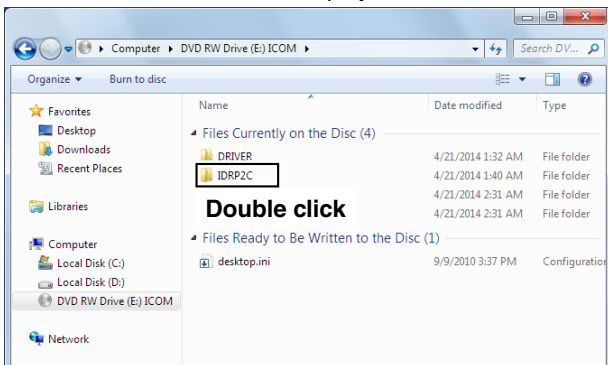 Computer ▸ DVD RW Drive (E:) ICOM ▸ Search DV...
Organize ▾ Burn to disc
Favorites
Desktop
Downloads
Recent Places
Libraries
Computer
Local Disk (C:)
Local Disk (D:)
DVD RW Drive (E:) ICOM
Network
Name Date modified Type
Files Currently on the Disc (4)
DRIVER 4/21/2014 1:32 AM File folder
IDRP2C 4/21/2014 1:40 AM File folder
4/21/2014 2:31 AM File folder
Double click 4/21/2014 2:31 AM File folder
Files Ready to Be Written to the Disc (1)
desktop.ini 9/9/2010 3:37 PM Configuration